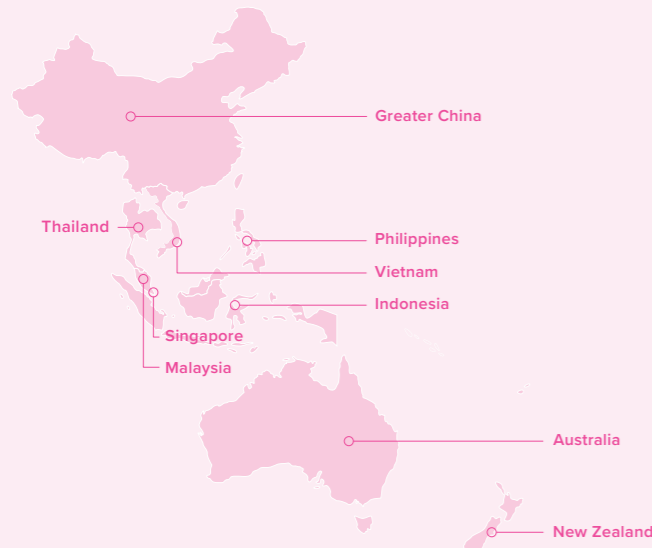 Greater China
Thailand
Philippines
Vietnam
Indonesia
Singapore
Malaysia
Australia
New Zealand